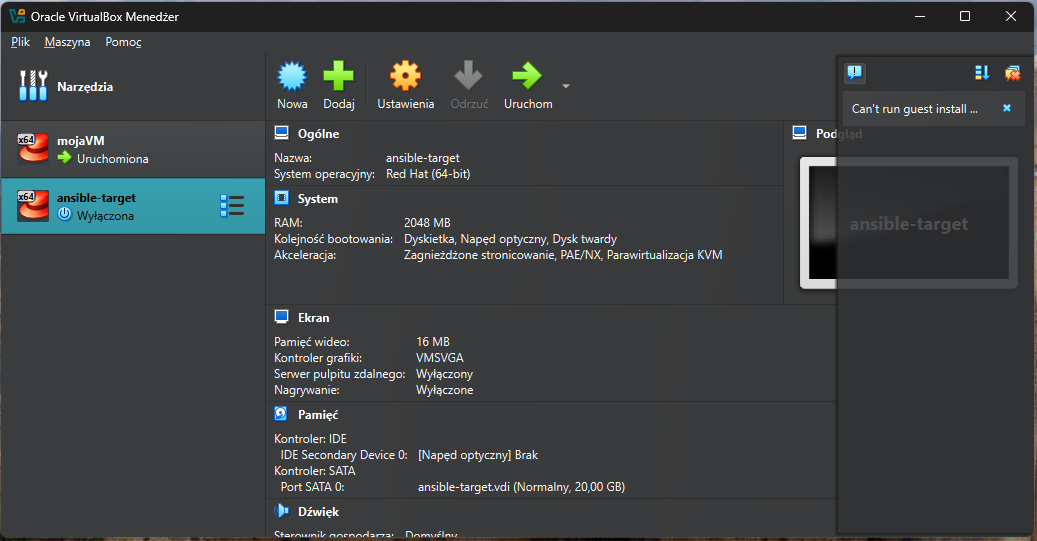 Oracle VirtualBox Menedżer
Plik Maszyna Pomoc
Narzędzia
x64
mojaVM
Uruchomiona
x64
ansible-target
Wyłączona
Nowa Dodaj Ustawienia Odrzuć Uruchom
Ogólne
Nazwa: ansible-target
System operacyjny: Red Hat (64-bit)
System
RAM: 2048 MB
Kolejność bootowania: Dyskietka, Napęd optyczny, Dysk twardy
Akceleracja: Zagnieżdżone stronicowanie, PAE/NX, Parawirtualizacja KVM
Ekran
Pamięć wideo: 16 MB
Kontroler grafiki: VMSVGA
Serwer pulpitu zdalnego: Wyłączony
Nagrywanie: Wyłączone
Pamięć
Kontroler: IDE
IDE Secondary Device 0: [Napęd optyczny] Brak
Kontroler: SATA
Port SATA 0: ansible-target.vdi (Normalny, 20,00 GB)
Dźwięk
Sterownik gospodarza: Domyślny
Podgląd
ansible-target
Can't run guest install ...